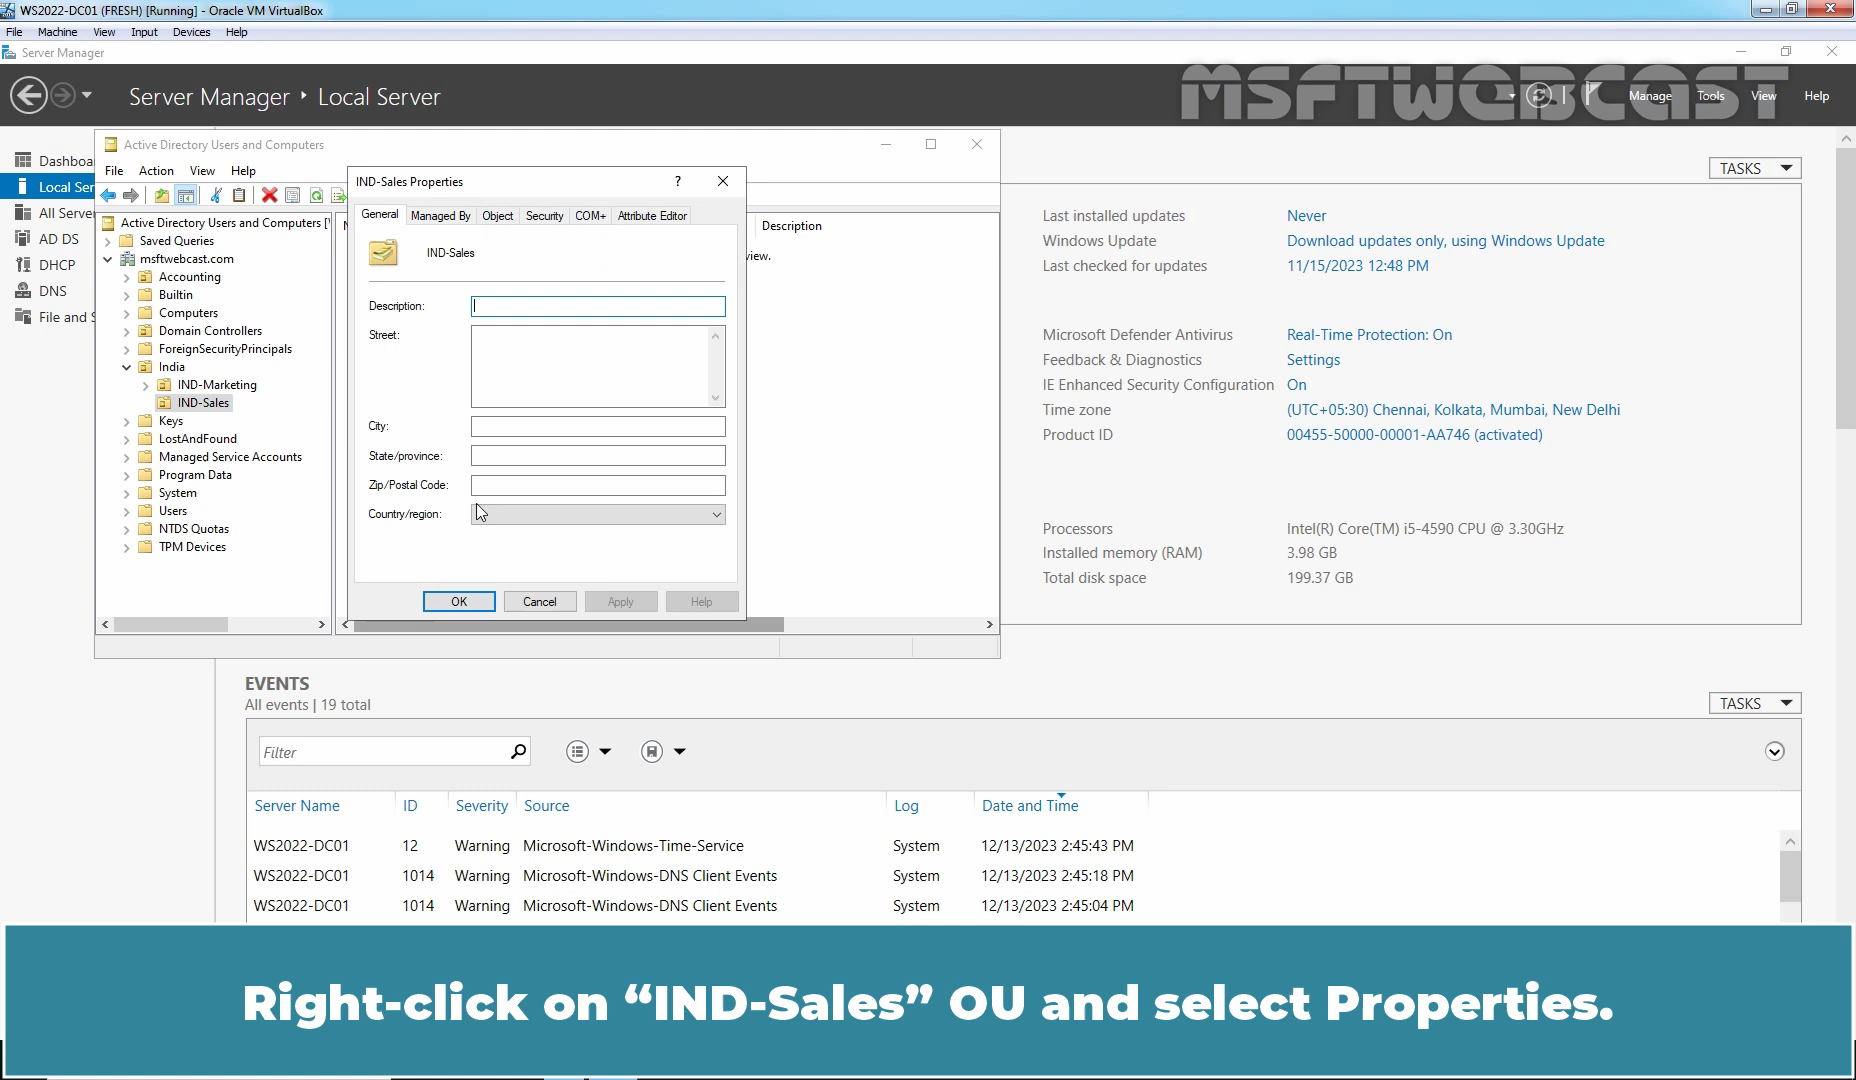 WS2022-DC01 (FRESH) [Running] - Oracle VM VirtualBox
File Machine View Input Devices Help
Server Manager
Server Manager ‣ Local Server
MSFTWEBCAST
Manage Tools View Help
Dashboa
Local Ser
All Server
AD DS
DHCP
DNS
File and S
Active Directory Users and Computers
File Action View Help
Active Directory Users and Computers [
Saved Queries
msftwebcast.com
Accounting
Builtin
Computers
Domain Controllers
ForeignSecurityPrincipals
India
IND-Marketing
IND-Sales
Keys
LostAndFound
Managed Service Accounts
Program Data
System
Users
NTDS Quotas
TPM Devices
Description
view.
IND-Sales Properties
? 
General Managed By Object Security COM+ Attribute Editor
IND-Sales
Description:
Street:
City:
State/province:
Zip/Postal Code:
Country/region:
OK Cancel Apply Help
TASKS
Last installed updates Never
Windows Update Download updates only, using Windows Update
Last checked for updates 11/15/2023 12:48 PM
Microsoft Defender Antivirus Real-Time Protection: On
Feedback & Diagnostics Settings
IE Enhanced Security Configuration On
Time zone (UTC+05:30) Chennai, Kolkata, Mumbai, New Delhi
Product ID 00455-50000-00001-AA746 (activated)
Processors Intel(R) Core(TM) i5-4590 CPU @ 3.30GHz
Installed memory (RAM) 3.98 GB
Total disk space 199.37 GB
EVENTS
All events | 19 total
TASKS
Filter
Server Name ID Severity Source Log Date and Time
WS2022-DC01 12 Warning Microsoft-Windows-Time-Service System 12/13/2023 2:45:43 PM
WS2022-DC01 1014 Warning Microsoft-Windows-DNS Client Events System 12/13/2023 2:45:18 PM
WS2022-DC01 1014 Warning Microsoft-Windows-DNS Client Events System 12/13/2023 2:45:04 PM
Right-click on “IND-Sales” OU and select Properties.